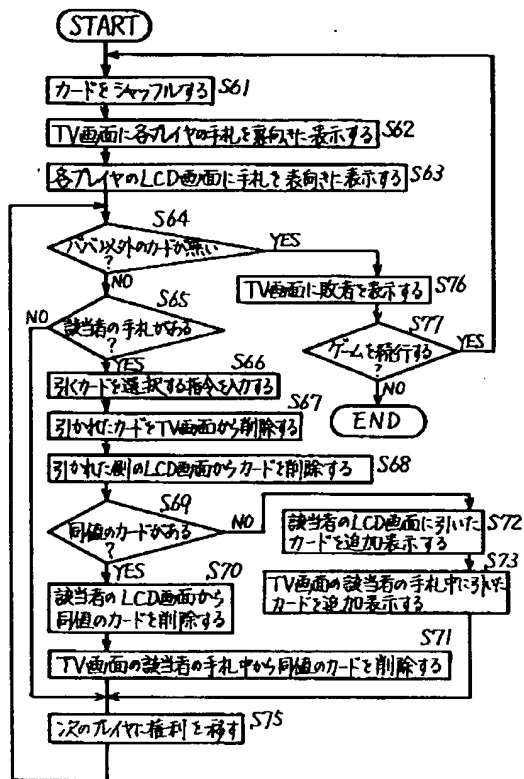 START
カードをシャッフルする S61
TV画面に各プレイヤの手札を裏向きに表示する S62
各プレイヤのLCD画面に手札を表向きに表示する S63
S64
ババ以外のカードが無い
?
YES
NO
TV画面に敗者を表示する S76
S65
NO
該当者の手札がある
?
YES
S77
ゲームを続行する
?
YES
NO
END
S66
引くカードを選択する指令を入力する
S67
引かれたカードをTV画面から削除する
引かれた側のLCD画面からカードを削除する S68
S69
同値のカードがある
?
NO
YES
該当者のLCD画面に引いた
カードを追加表示する
S72
S73
TV画面の該当者の手札中に引いた
カードを追加表示する
S70
該当者のLCD画面から
同値のカードを削除する
S71
TV画面の該当者の手札中から同値のカードを削除する
次のプレイヤに権利を移す S75